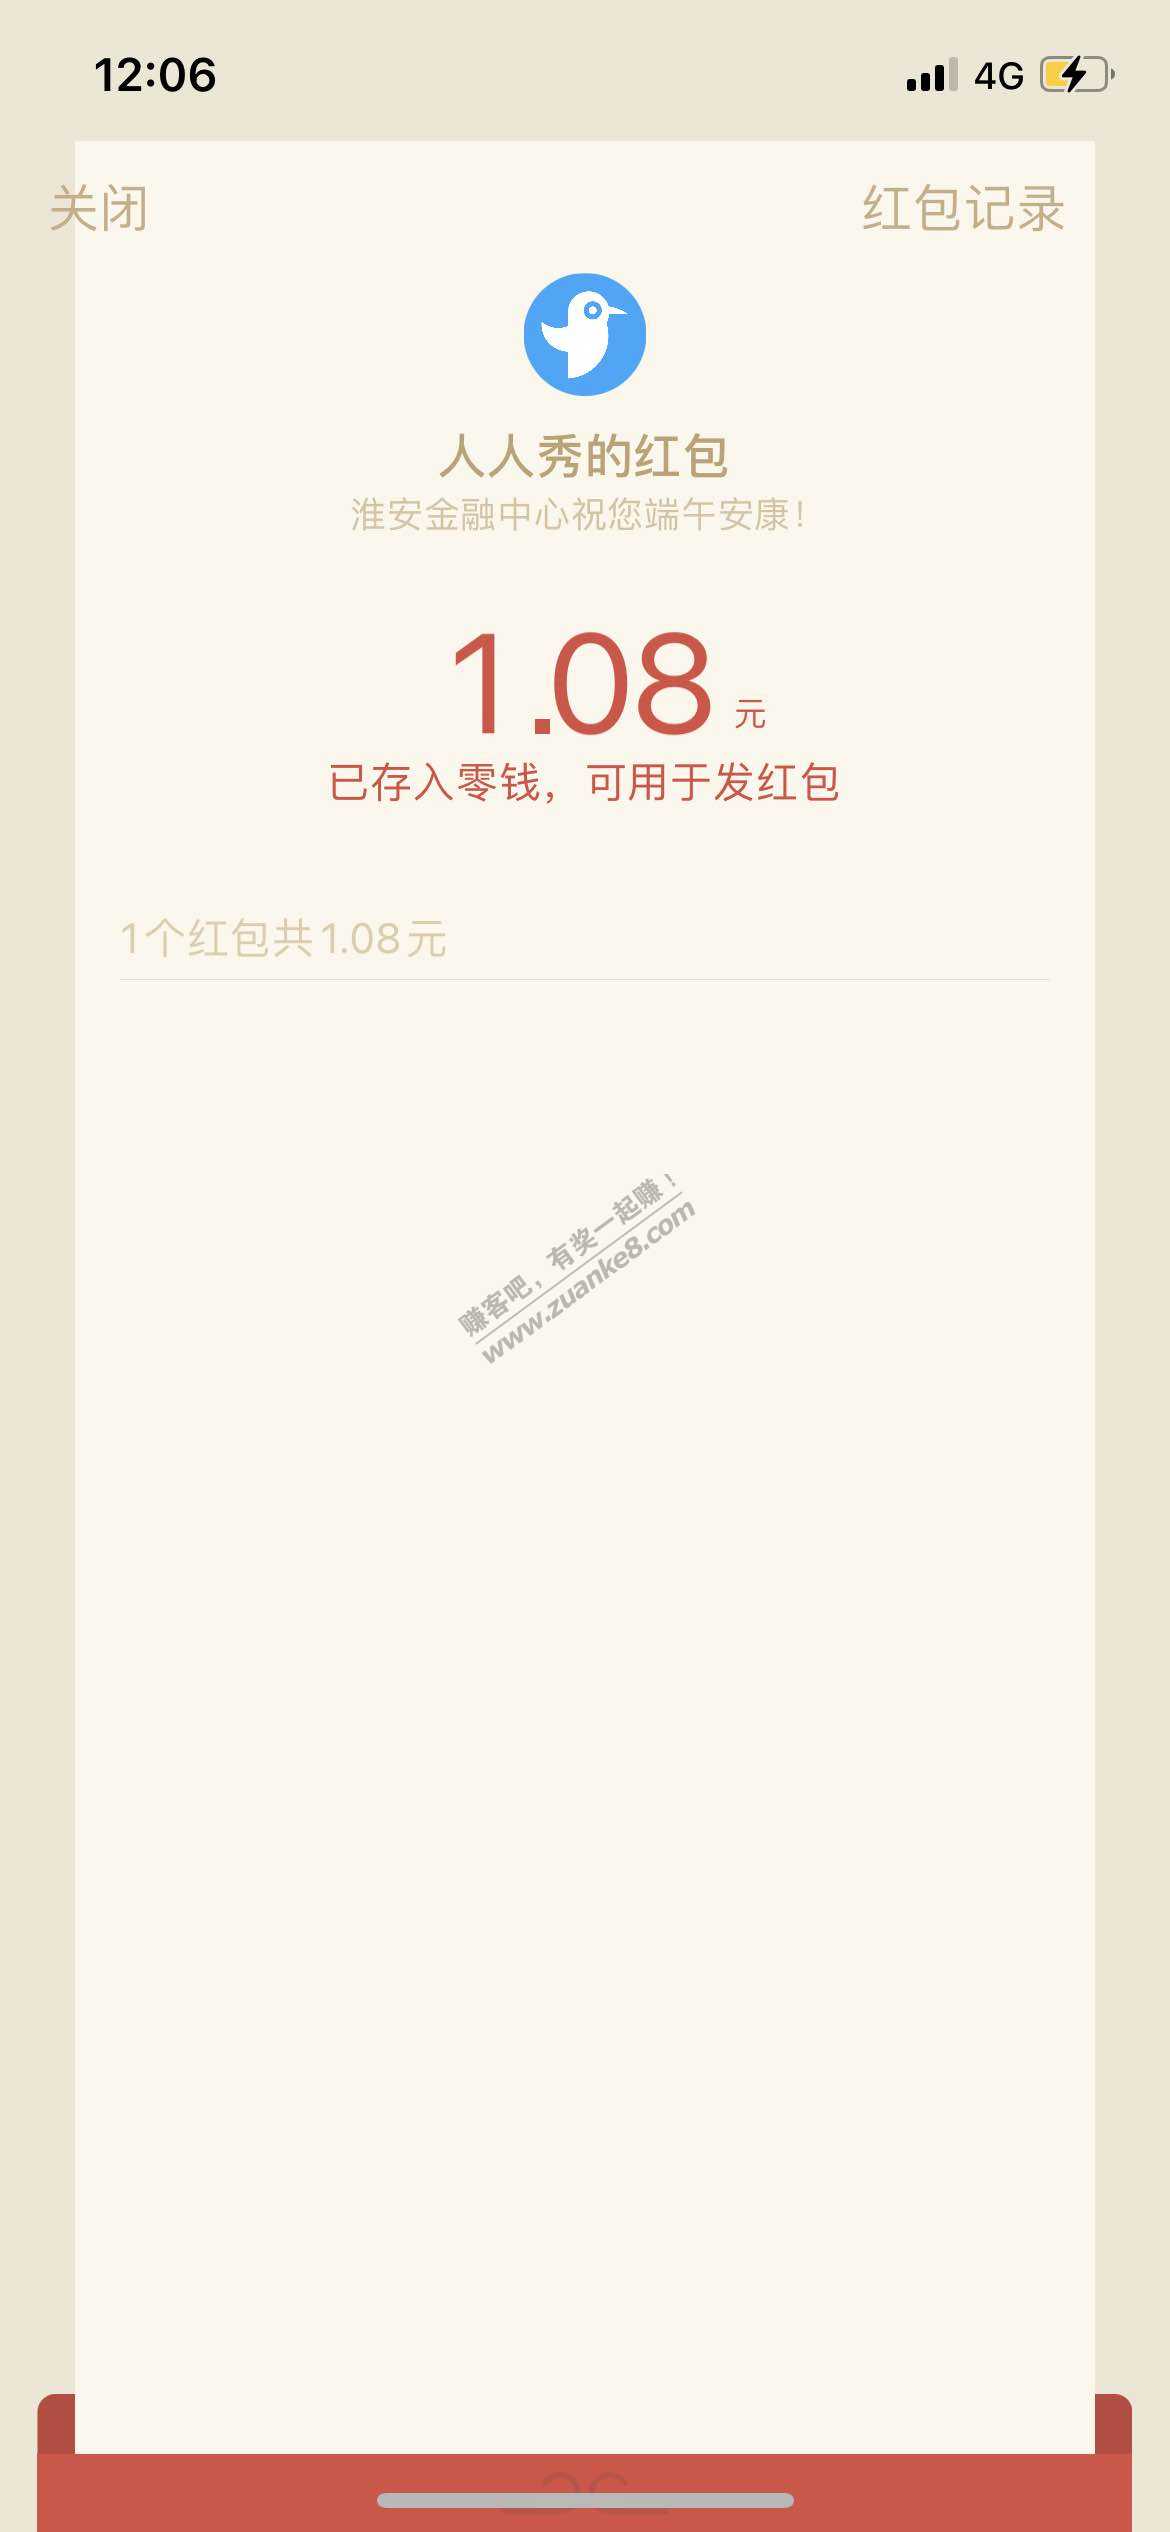 12:06 4G
关闭 红包记录
人人秀的红包
淮安金融中心祝您端午安康!
1.08 元
已存入零钱，可用于发红包
1个红包共1.08元
赚客吧，有奖一起赚！
www.zuanke8.com